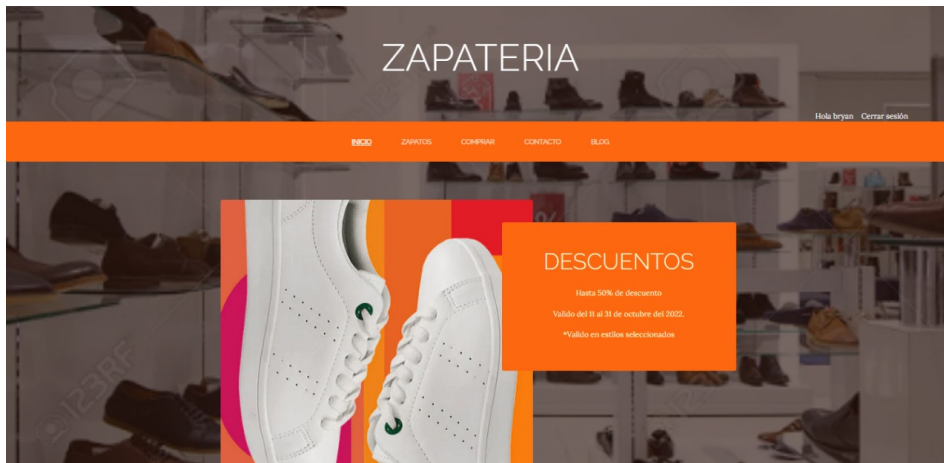 ZAPATERIA
Hola bryan Cerrar sesión
INICIO ZAPATOS COMPRAR CONTACTO BLOG
DESCUENTOS
Hasta 50% de descuento
Valido del 11 al 31 de octubre del 2022.
*Valido en estilos seleccionados
123RF